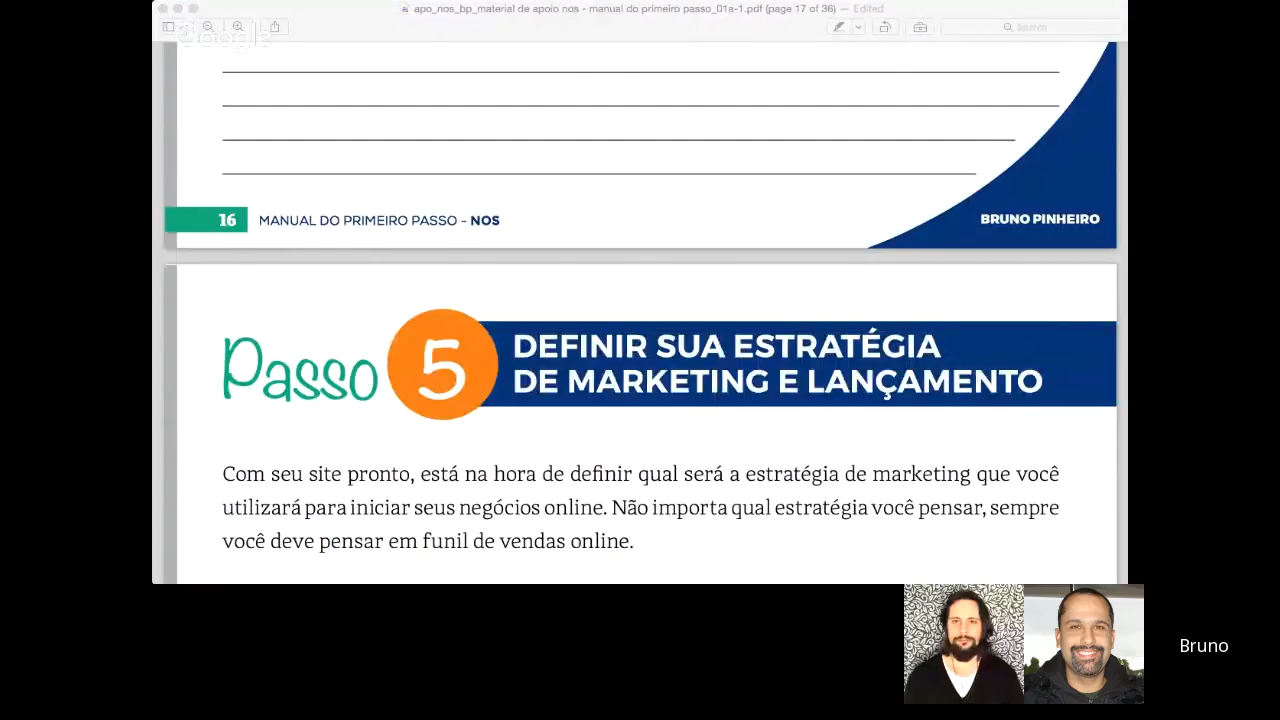 apo_nos_bp_material de apoio nos - manual do primeiro passo_01a-1.pdf (page 17 of 36) — Edited
Google
Search
16 MANUAL DO PRIMEIRO PASSO - NOS
BRUNO PINHEIRO
Passo 5 DEFINIR SUA ESTRATÉGIA
DE MARKETING E LANÇAMENTO
Com seu site pronto, está na hora de definir qual será a estratégia de marketing que você
utilizará para iniciar seus negócios online. Não importa qual estratégia você pensar, sempre
você deve pensar em funil de vendas online.
Bruno